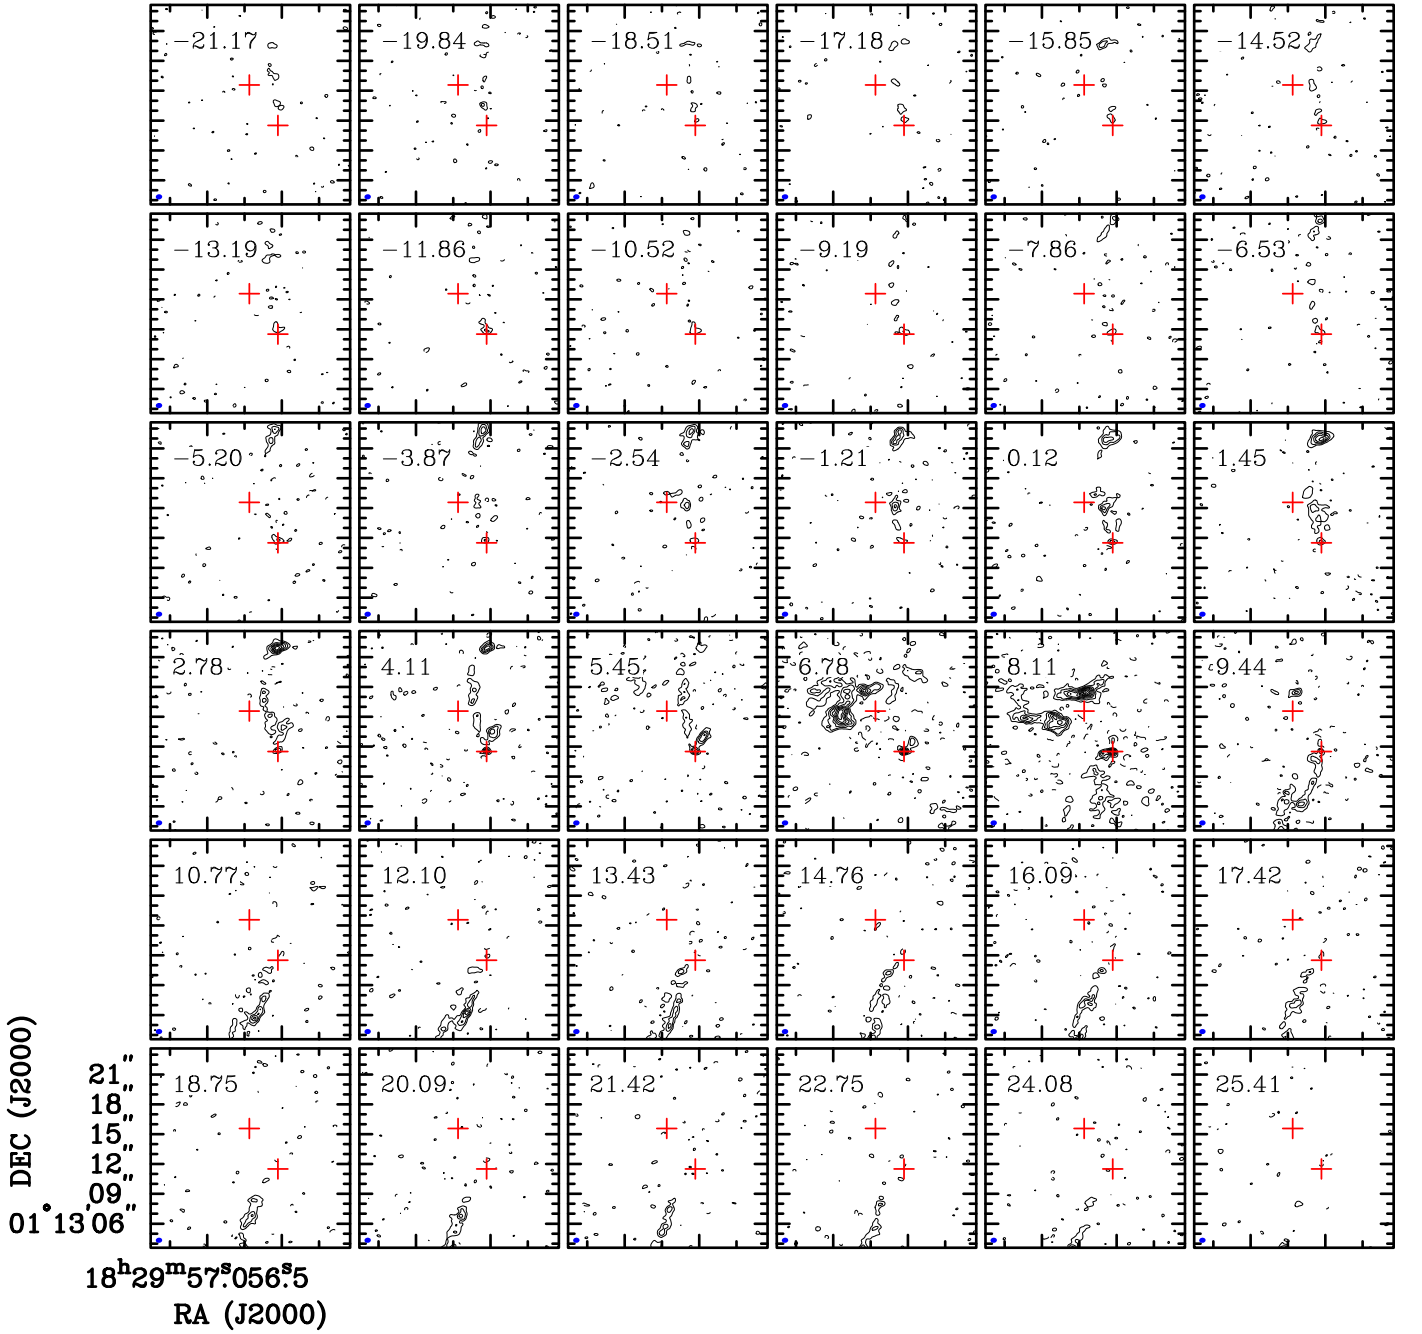 −21.17 −19.84 −18.51 −17.18 −15.85 −14.52
−13.19 −11.86 −10.52 −9.19 −7.86 −6.53
−5.20 −3.87 −2.54 −1.21 0.12 1.45
2.78 4.11 5.45 6.78 8.11 9.44
10.77 12.10 13.43 14.76 16.09 17.42
18.75 20.09 21.42 22.75 24.08 25.41
21″
18″
15″
12″
09″
01°13′06″
DEC (J2000)
18ʰ29ᵐ57ˢ.056ˢ.5
RA (J2000)